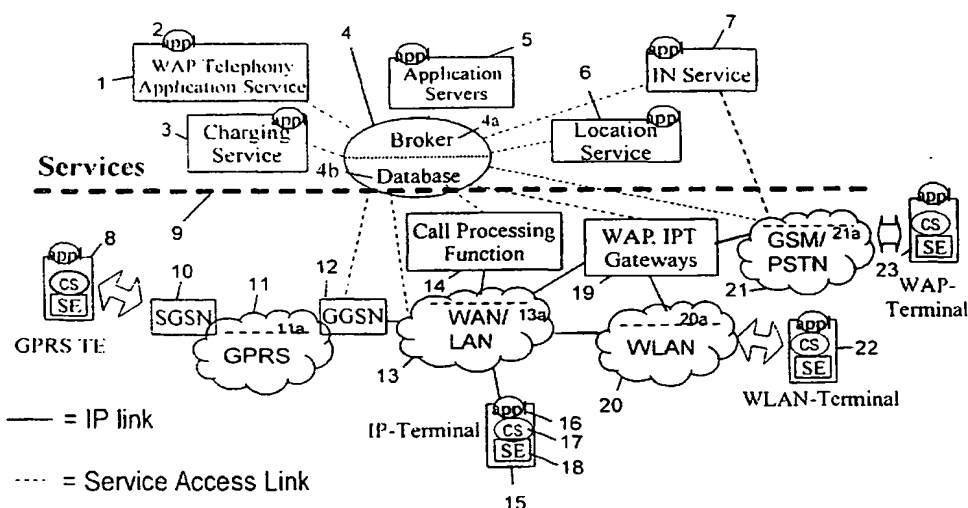 2
4
5
7
appl
appl
appl
1
WAP Telephony
Application Service
Application
Servers
6
IN Service
3
appl
Charging
Service
Broker
4a
appl
Location
Service
Services
4b
Database
9
appl
8
CS
SE
GPRS TE
10
SGSN
11
11a
GPRS
12
GGSN
Call Processing
Function
14
WAP, IPT
Gateways
19
GSM/
PSTN
21a
21
appl
CS
SE
23
WAP-
Terminal
WAN/
LAN
13a
13
20a
WLAN
20
appl
CS
SE
22
WLAN-Terminal
IP-Terminal
appl
16
CS
17
SE
18
15
= IP link
= Service Access Link